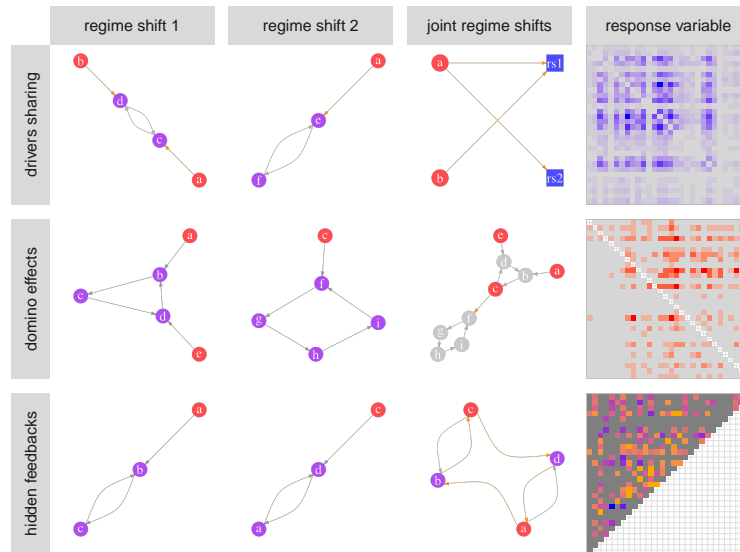 regime shift 1 regime shift 2 joint regime shifts response variable
drivers sharing
b a a rs1
d e
c
f b rs2
a
domino effects
a c e
b f d b a
c c
d g i f
g
h h i
e
hidden feedbacks
a c c
b d d
b
c a a